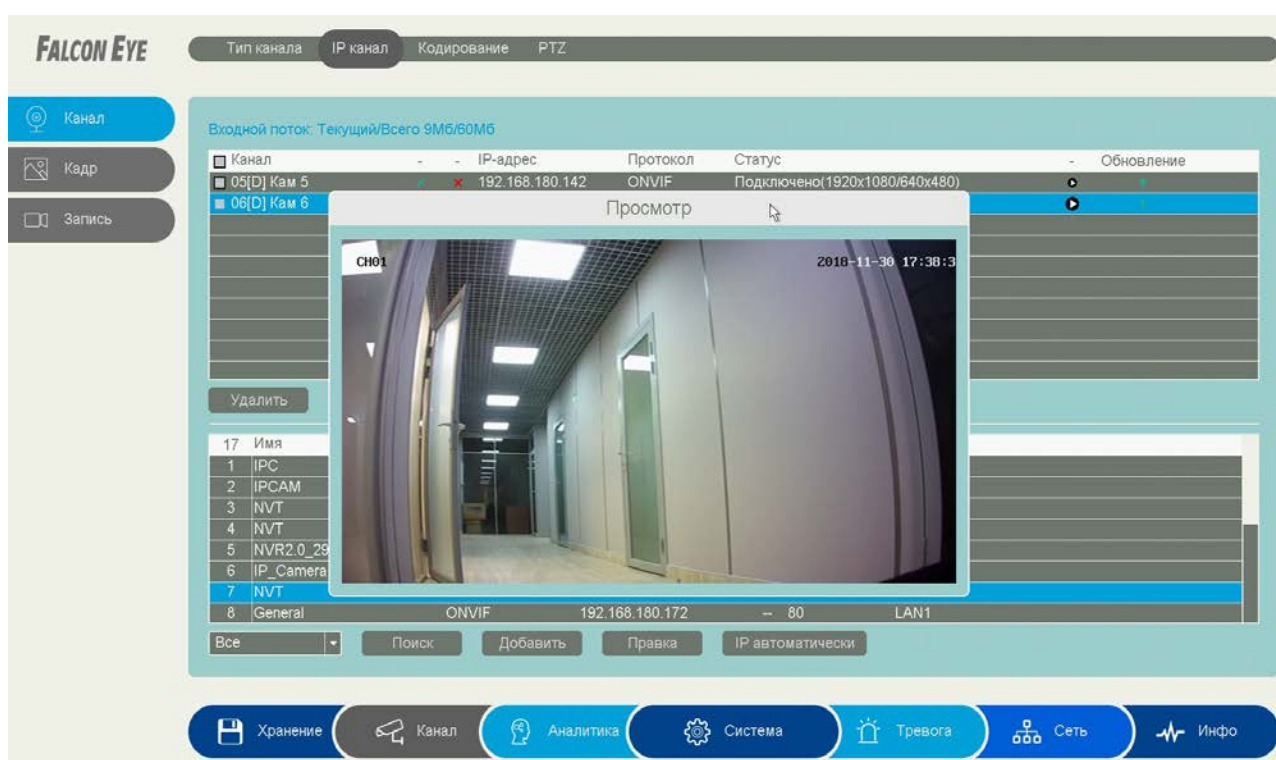 FALCON EYE
Тип канала IP канал Кодирование PTZ
Канал
Кадр
Запись
Входной поток: Текущий/Всего 9Мб/60Мб
Канал - - IP-адрес Протокол Статус - Обновление
05[D] Кам 5 192.168.180.142 ONVIF Подключено(1920x1080/640x480)
06[D] Кам 6
Просмотр
CH01 2018-11-30 17:38:3
Удалить
17 Имя
1 IPC
2 IPCAM
3 NVT
4 NVT
5 NVR2.0_29
6 IP_Camera
7 NVT
8 General ONVIF 192.168.180.172 -- 80 LAN1
Все Поиск Добавить Правка IP автоматически
Хранение Канал Аналитика Система Тревога Сеть Инфо